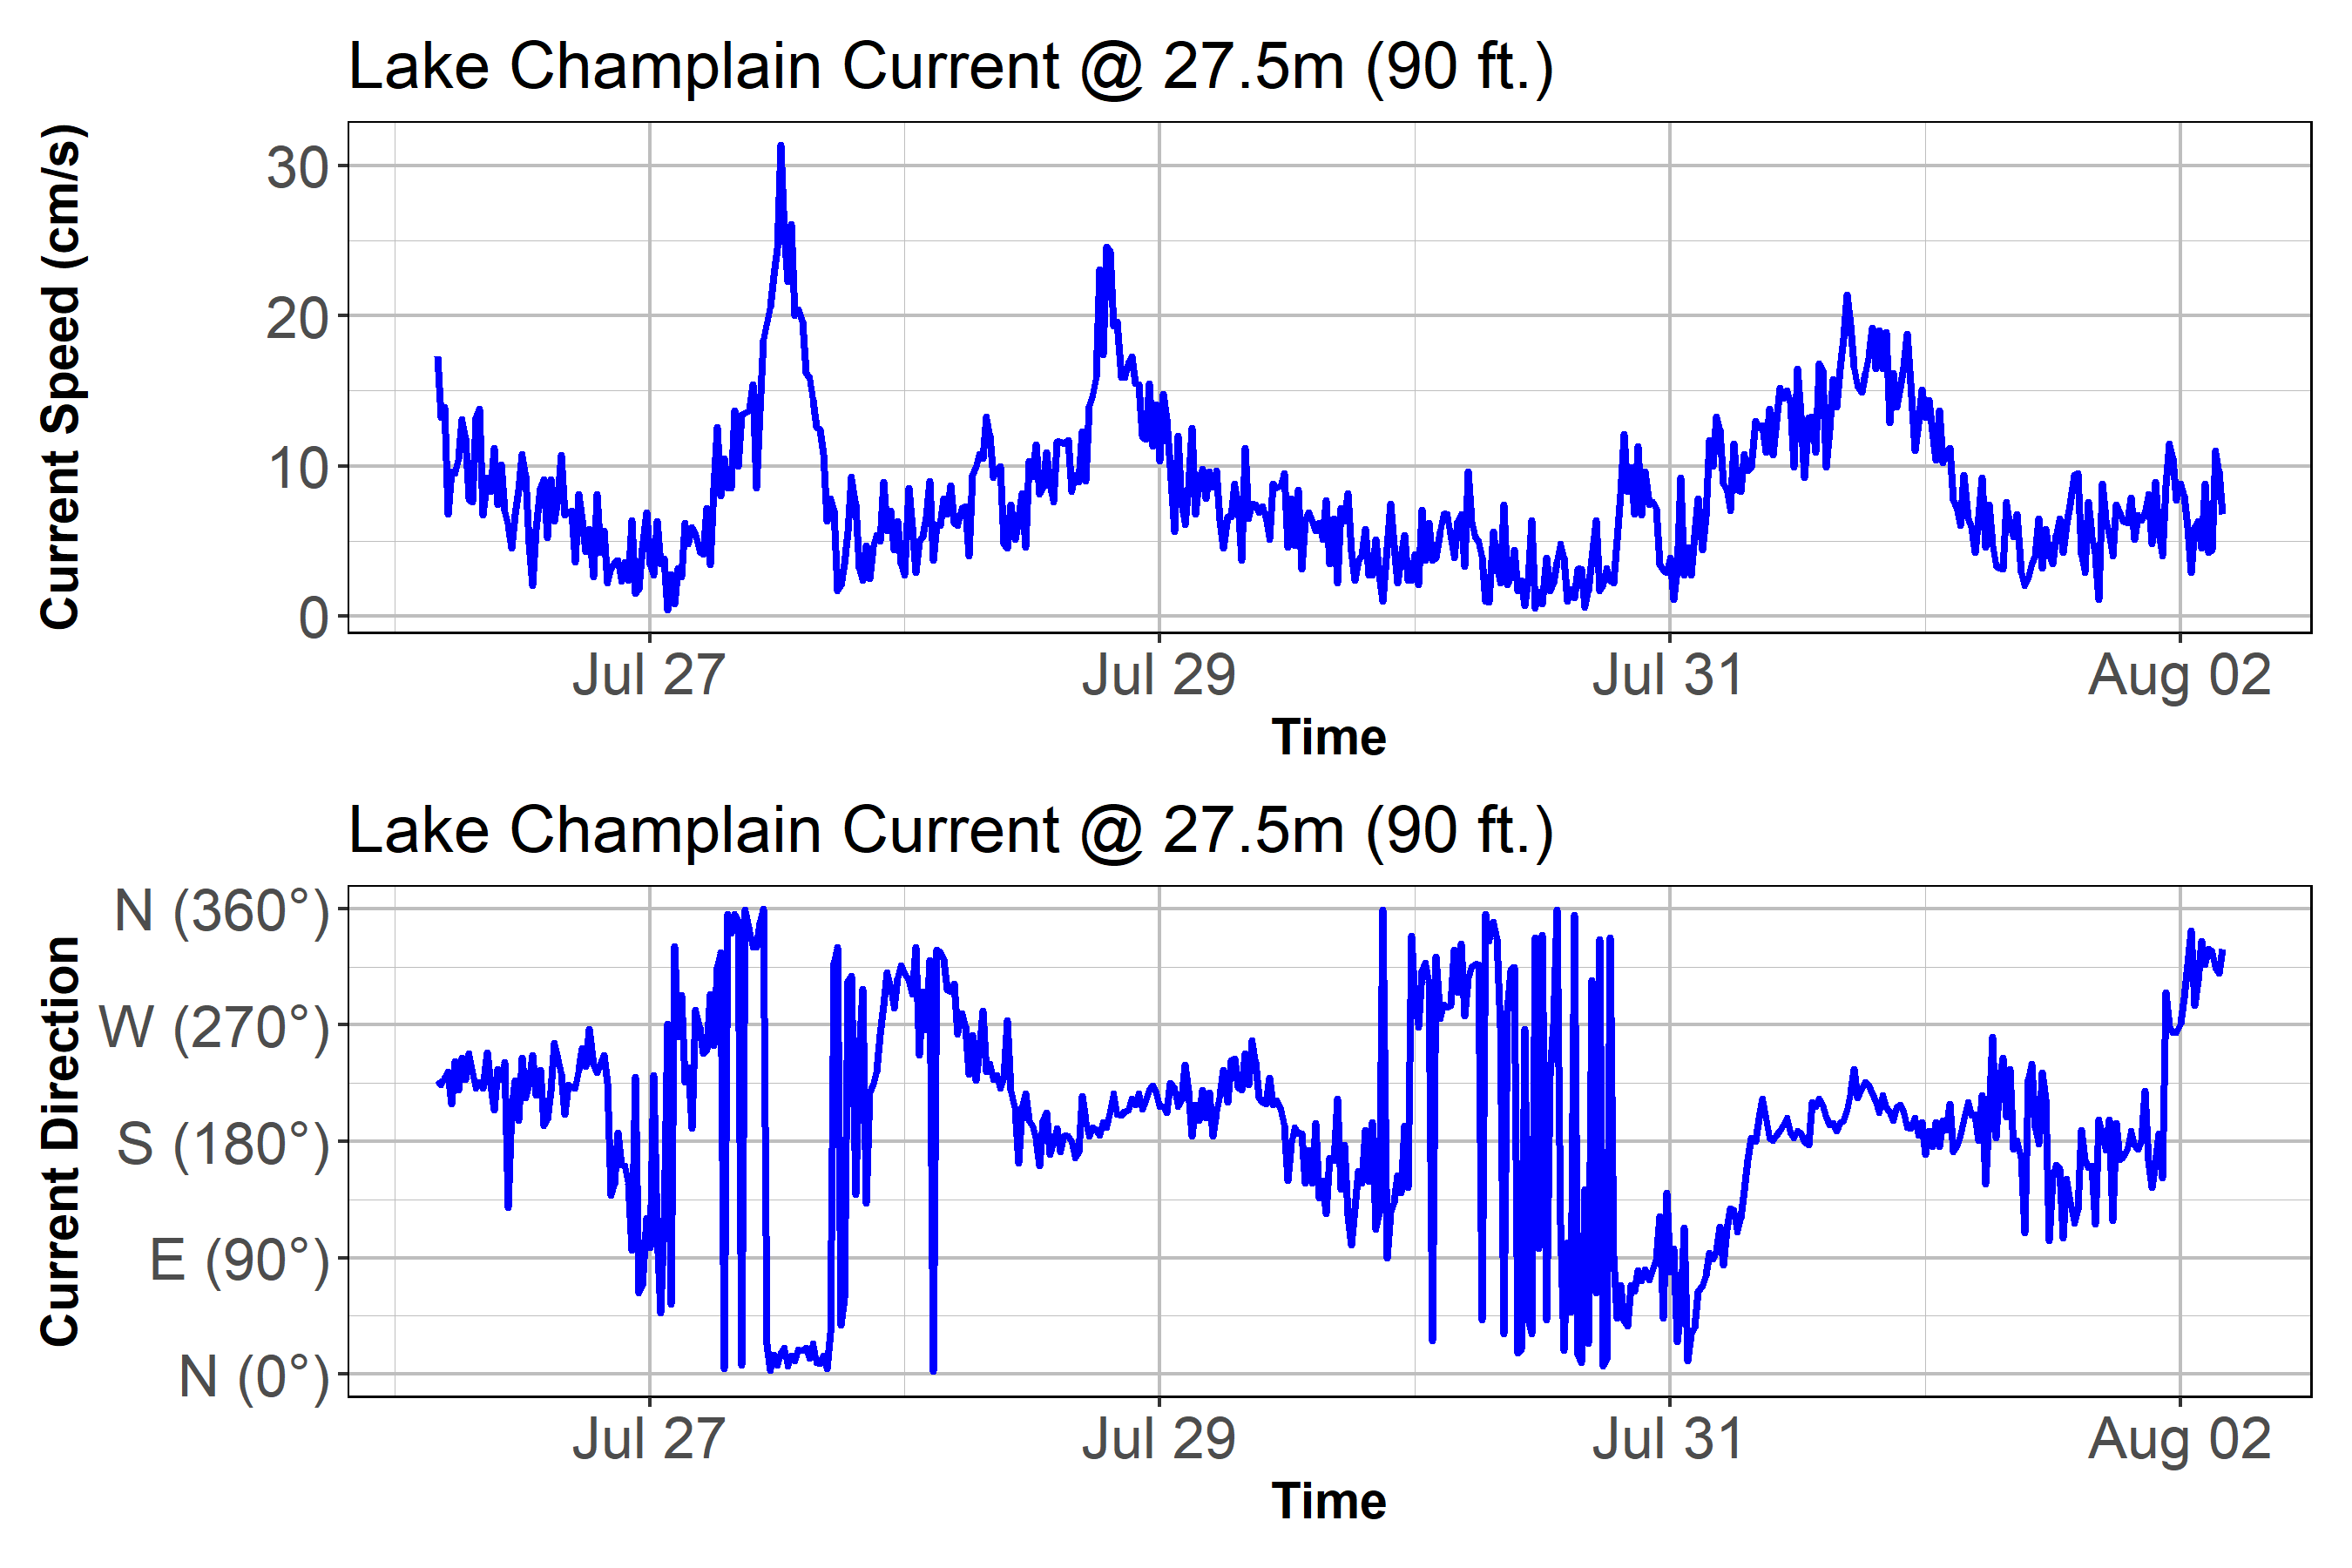 Lake Champlain Current @ 27.5m (90 ft.)
Current Speed (cm/s)
30
20
10
0
Jul 27 Jul 29 Jul 31 Aug 02
Time
Lake Champlain Current @ 27.5m (90 ft.)
Current Direction
N (360°)
W (270°)
S (180°)
E (90°)
N (0°)
Jul 27 Jul 29 Jul 31 Aug 02
Time